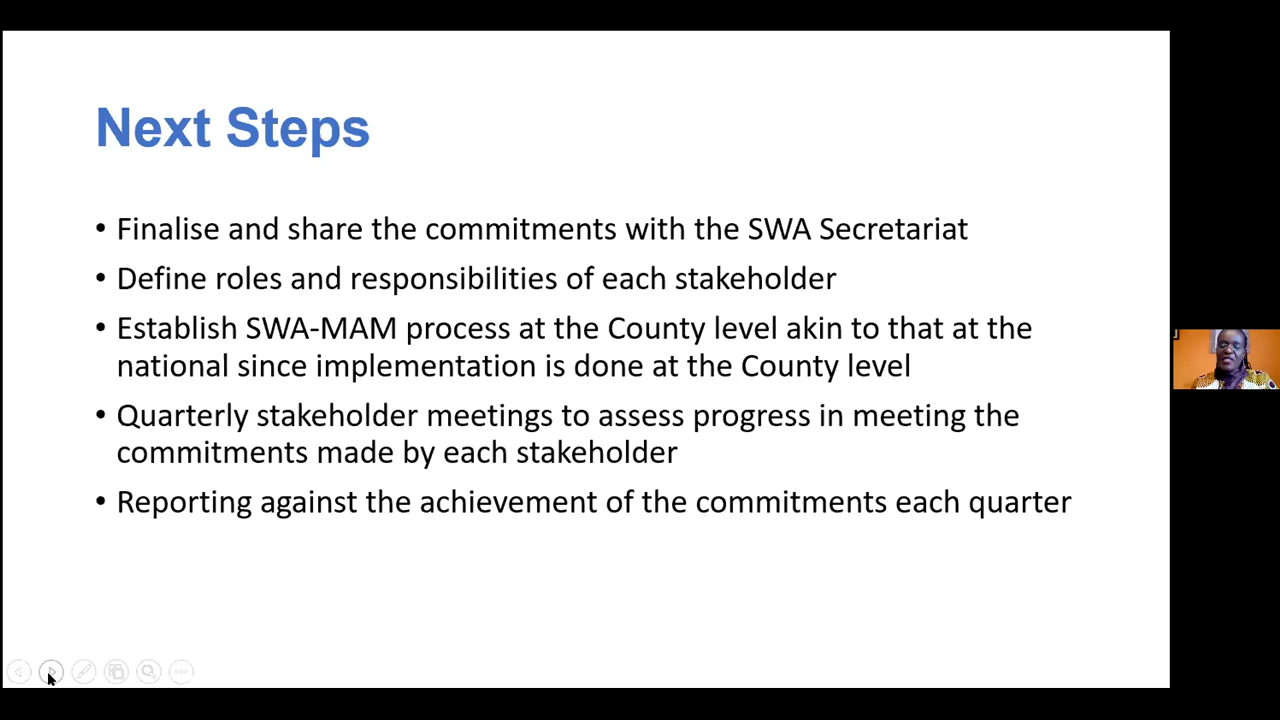 Next Steps
• Finalise and share the commitments with the SWA Secretariat
• Define roles and responsibilities of each stakeholder
• Establish SWA-MAM process at the County level akin to that at the
national since implementation is done at the County level
• Quarterly stakeholder meetings to assess progress in meeting the
commitments made by each stakeholder
• Reporting against the achievement of the commitments each quarter